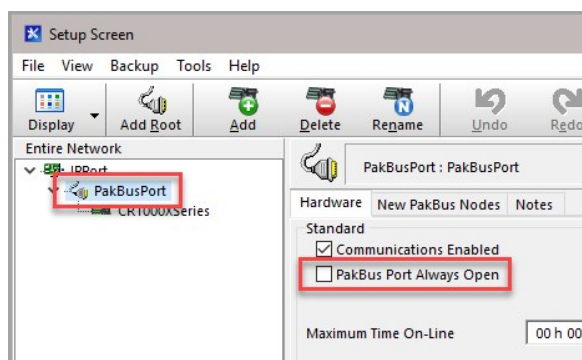 Setup Screen
File View Backup Tools Help
Display Add Root Add Delete Rename Undo Redo
Entire Network
IPPort
PakBusPort : PakBusPort
PakBusPort
Hardware New PakBus Nodes Notes
CR1000XSeries
Standard
Communications Enabled
PakBus Port Always Open
Maximum Time On-Line 00 h 00